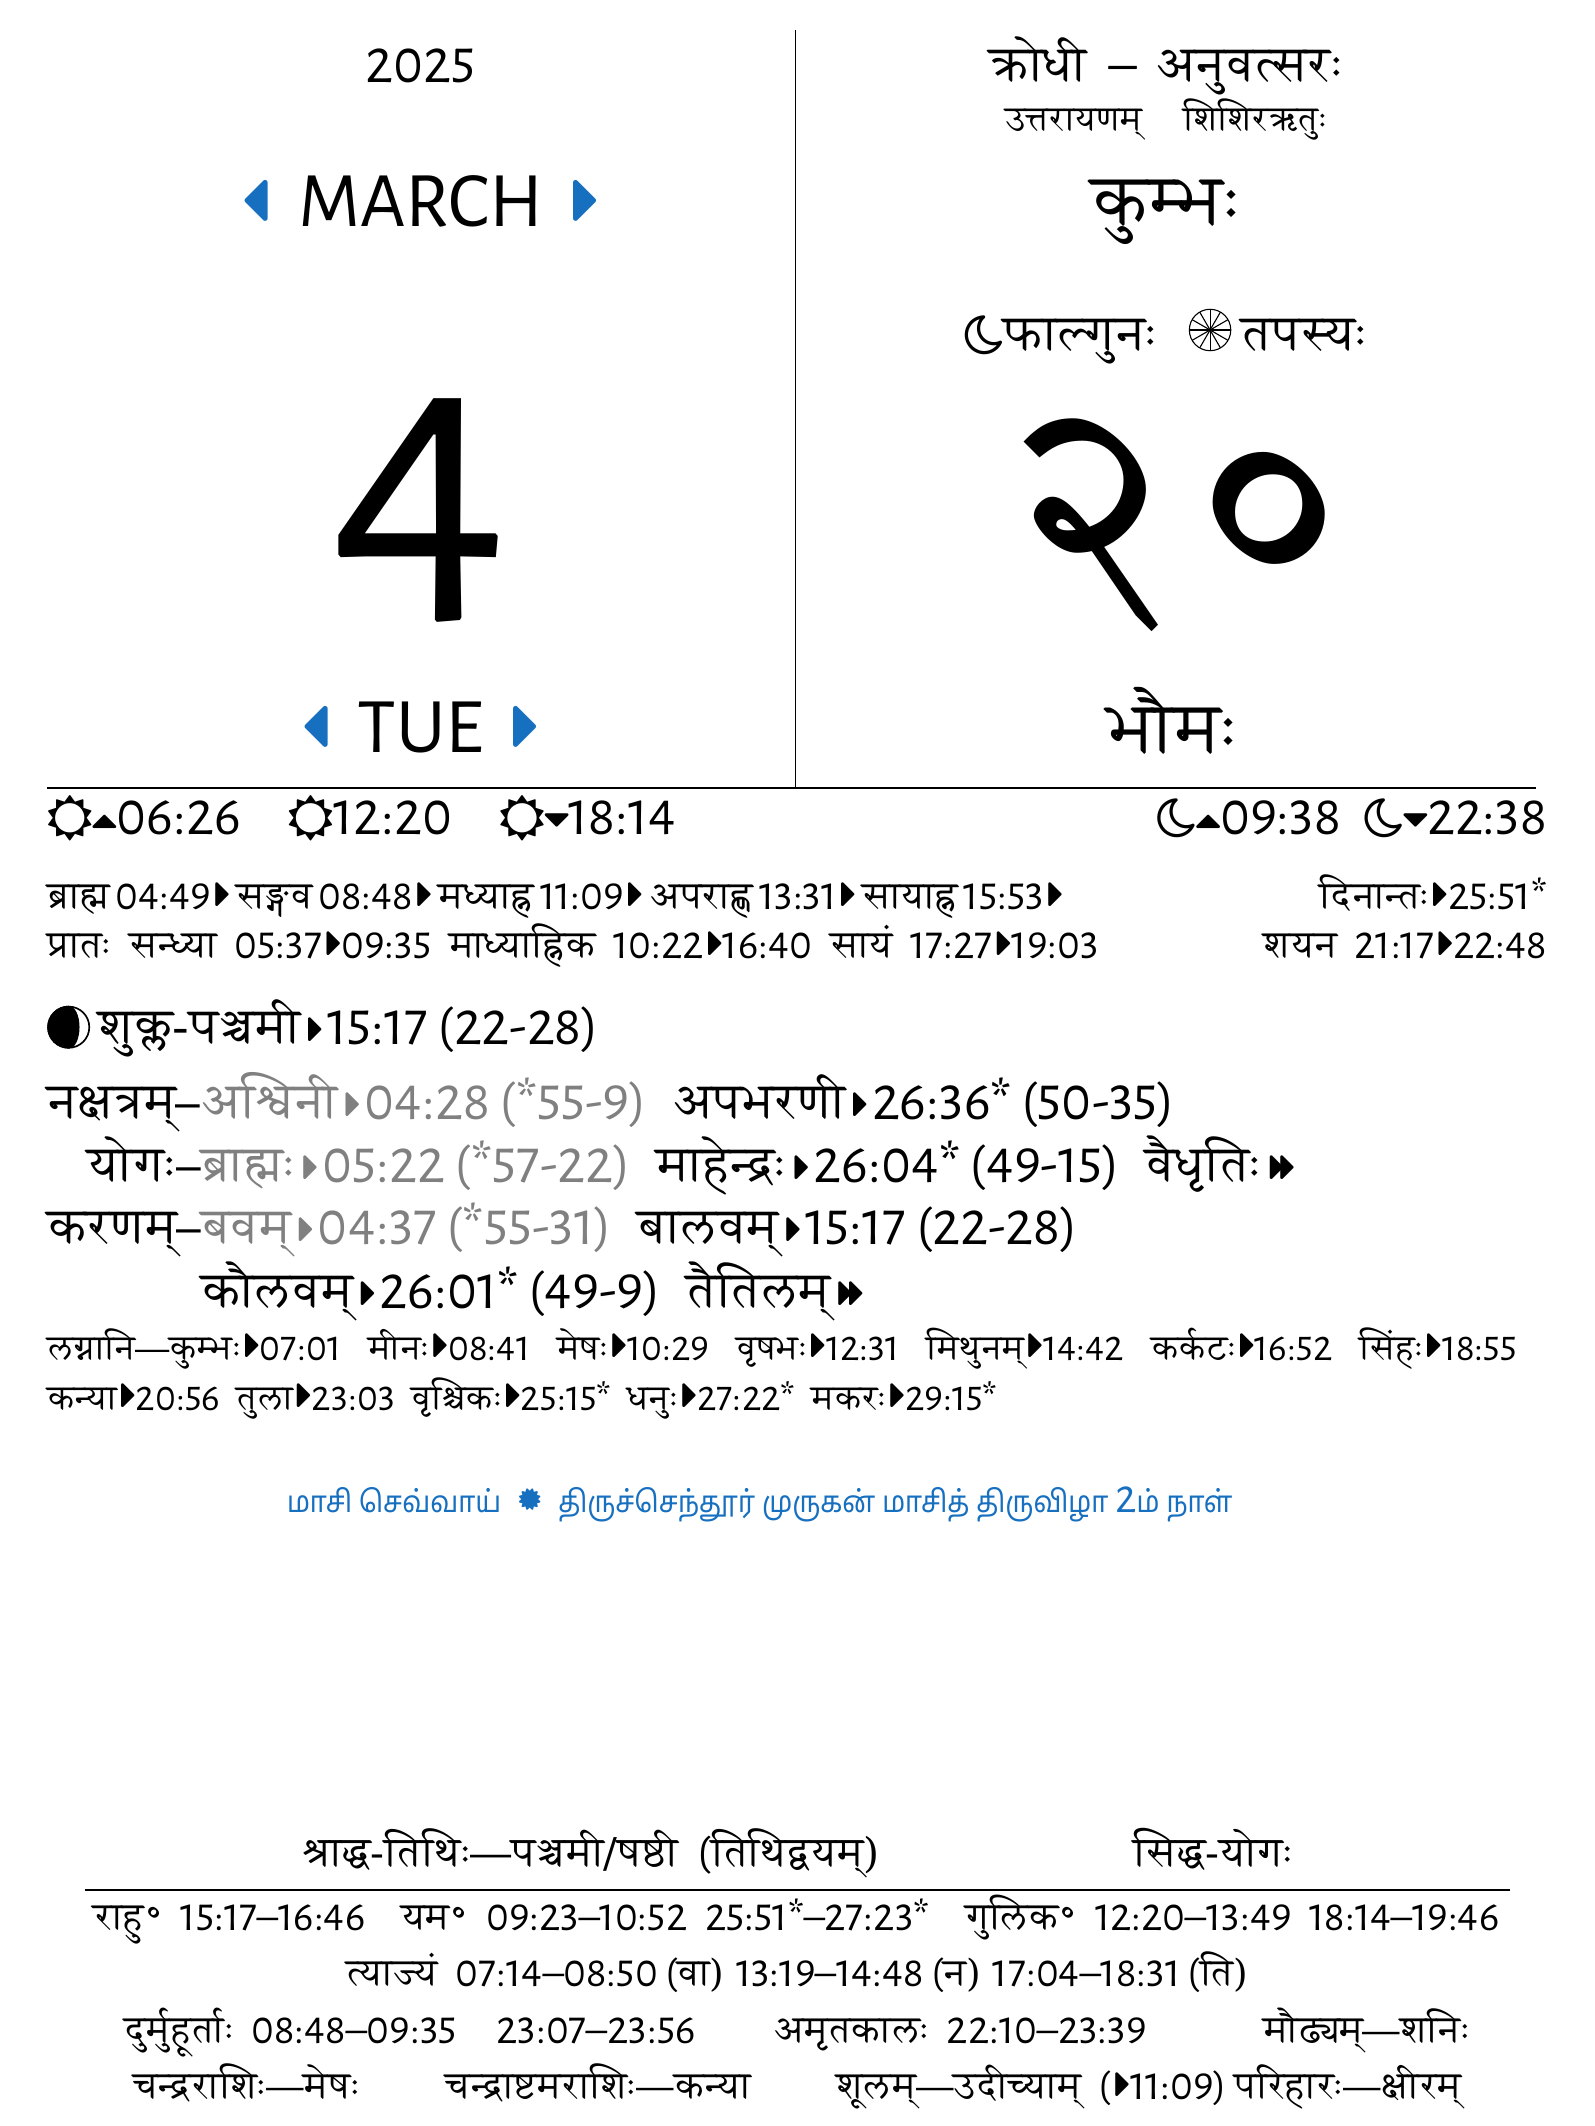 2025
MARCH
4
TUE
क्रोधी – अनुवत्सरः
उत्तरायणम् शिशिरऋतुः
कुम्भः
फाल्गुनः तपस्यः
२०
भौमः
06:26 12:20 18:14 09:38 22:38
ब्राह्म 04:49 सङ्गव 08:48 मध्याह्न 11:09 अपराह्ण 13:31 सायाह्न 15:53 दिनान्तः 25:51*
प्रातः सन्ध्या 05:37 09:35 माध्याह्निक 10:22 16:40 सायं 17:27 19:03 शयन 21:17 22:48
शुक्ल-पञ्चमी 15:17 (22-28)
नक्षत्रम्–अश्विनी 04:28 (*55-9) अपभरणी 26:36* (50-35)
योगः–ब्राह्मः 05:22 (*57-22) माहेन्द्रः 26:04* (49-15) वैधृतिः
करणम्–बवम् 04:37 (*55-31) बालवम् 15:17 (22-28)
कौलवम् 26:01* (49-9) तैतिलम्
लग्नानि—कुम्भः 07:01 मीनः 08:41 मेषः 10:29 वृषभः 12:31 मिथुनम् 14:42 कर्कटः 16:52 सिंहः 18:55
कन्या 20:56 तुला 23:03 वृश्चिकः 25:15* धनुः 27:22* मकरः 29:15*
மாசி செவ்வாய் ✹ திருச்செந்தூர் முருகன் மாசித் திருவிழா 2ம் நாள்
श्राद्ध-तिथिः—पञ्चमी/षष्ठी (तिथिद्वयम्) सिद्ध-योगः
राहु॰ 15:17–16:46 यम॰ 09:23–10:52 25:51*–27:23* गुलिक॰ 12:20–13:49 18:14–19:46
त्याज्यं 07:14–08:50 (वा) 13:19–14:48 (न) 17:04–18:31 (ति)
दुर्मुहूर्ताः 08:48–09:35 23:07–23:56 अमृतकालः 22:10–23:39 मौढ्यम्—शनिः
चन्द्रराशिः—मेषः चन्द्राष्टमराशिः—कन्या शूलम्—उदीच्याम् (11:09) परिहारः—क्षीरम्